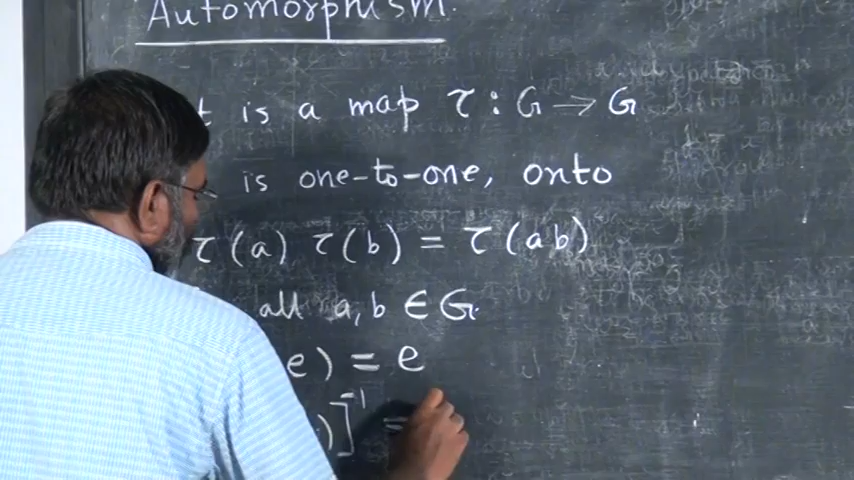 Automorphism.
t is a map τ : G → G
is one-to-one, onto
τ(a) τ(b) = τ(ab)
all a, b ∈ G.
e) = e
)]⁻¹ =